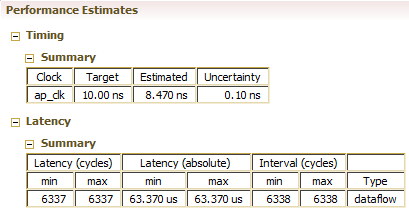 Performance Estimates
Timing
Summary
Clock Target Estimated Uncertainty
ap_clk 10.00 ns 8.470 ns 0.10 ns
Latency
Summary
Latency (cycles) Latency (absolute) Interval (cycles)
min max min max min max Type
6337 6337 63.370 us 63.370 us 6338 6338 dataflow